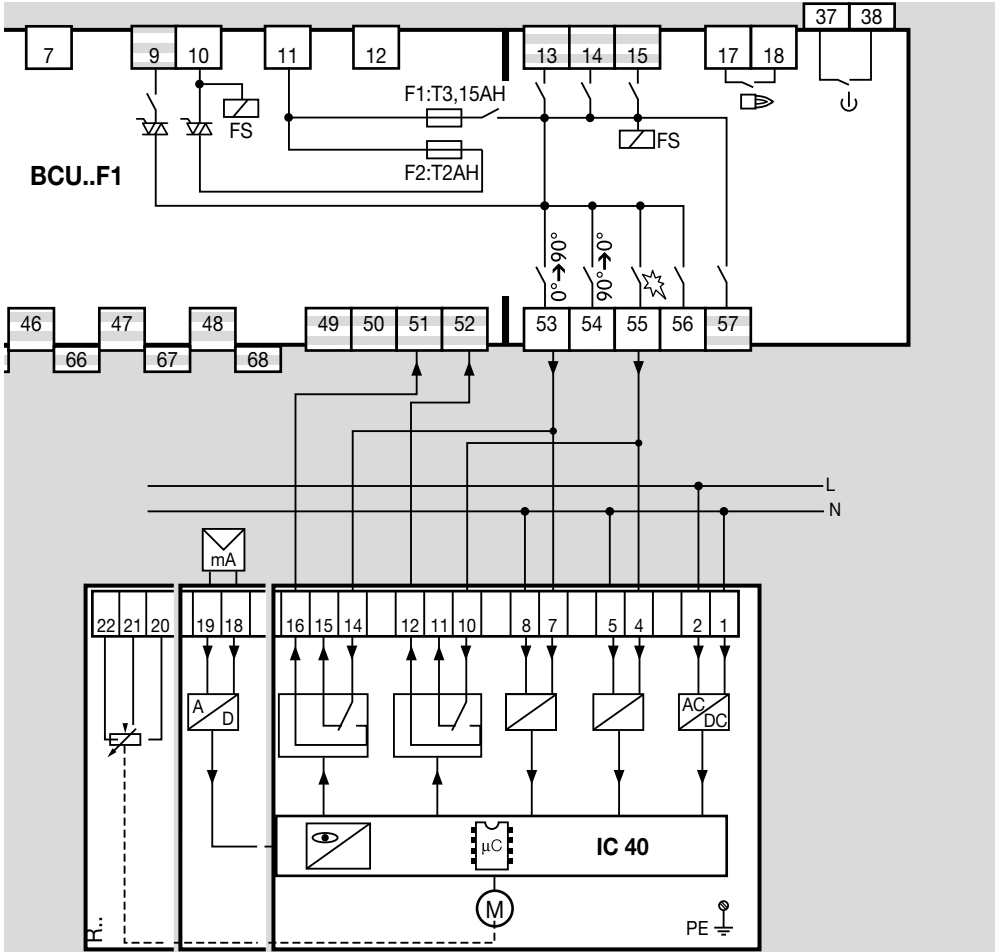 37 38
7 9 10 11 12 13 14 15 17 18
F1:T3,15AH
FS
FS
F2:T2AH
BCU..F1
0°➔90°
90°➔0°
46 47 48 49 50 51 52 53 54 55 56 57
66 67 68
L
N
mA
22 21 20 19 18 16 15 14 12 11 10 8 7 5 4 2 1
A D
AC DC
µC
IC 40
M
R..
PE